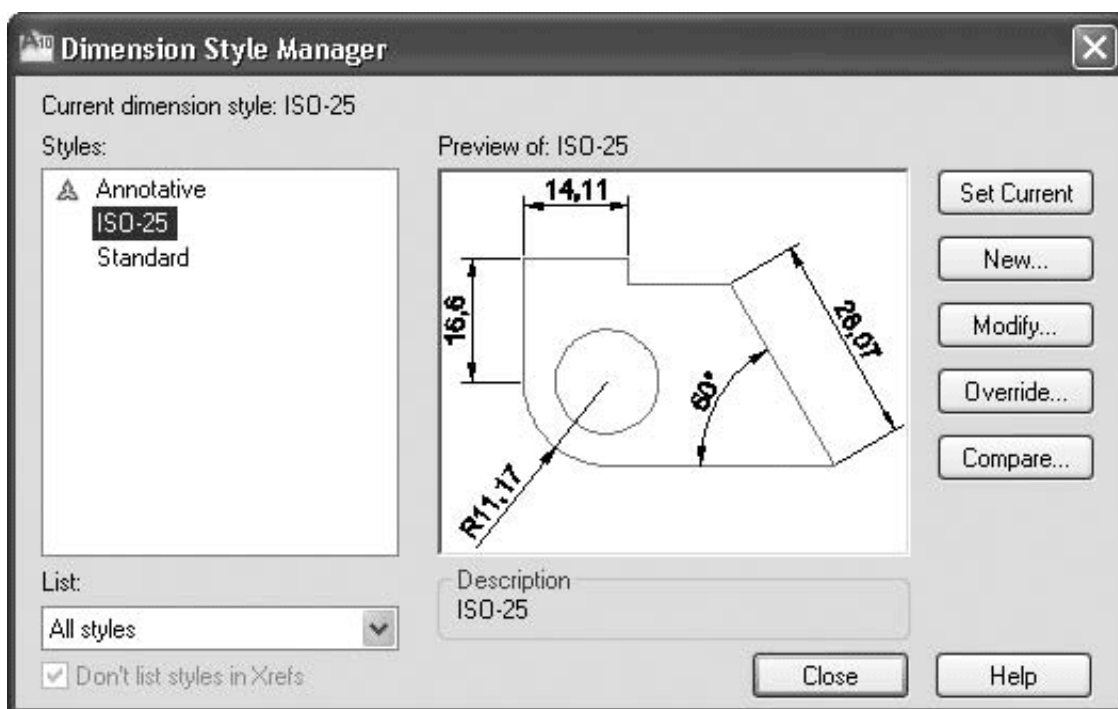 Dimension Style Manager
Current dimension style: ISO-25
Styles:
Annotative
ISO-25
Standard
Preview of: ISO-25
14,11
16,6
28,07
60°
R11,17
Set Current
New...
Modify...
Override...
Compare...
List:
All styles
Don't list styles in Xrefs
Description
ISO-25
Close
Help